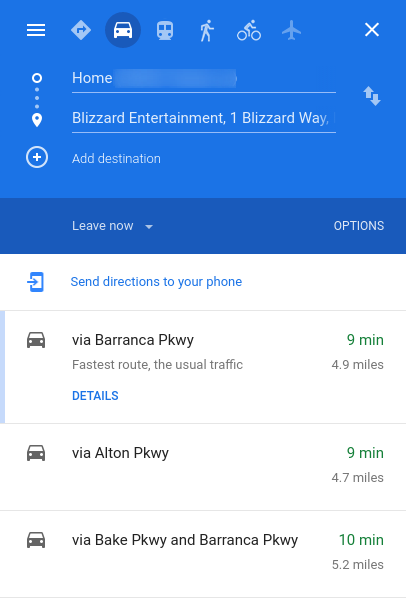 Home
Blizzard Entertainment, 1 Blizzard Way,
Add destination
Leave now
OPTIONS
Send directions to your phone
via Barranca Pkwy
9 min
Fastest route, the usual traffic
4.9 miles
DETAILS
via Alton Pkwy
9 min
4.7 miles
via Bake Pkwy and Barranca Pkwy
10 min
5.2 miles